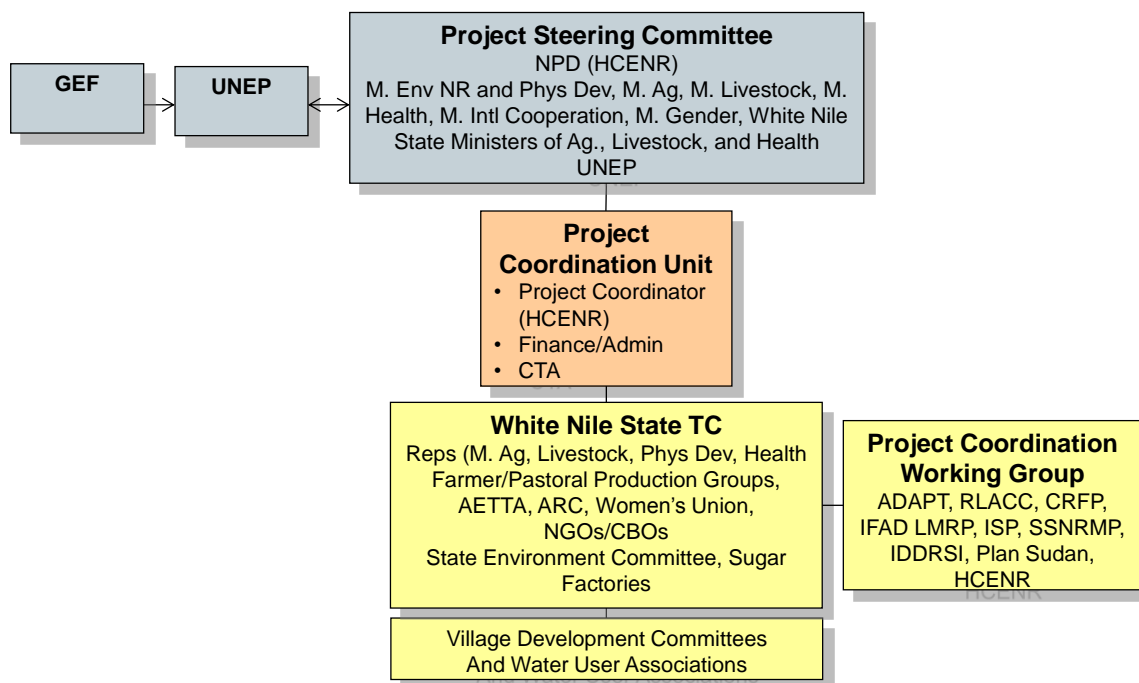 GEF
UNEP
Project Steering Committee
NPD (HCENR)
M. Env NR and Phys Dev, M. Ag, M. Livestock, M.
Health, M. Intl Cooperation, M. Gender, White Nile
State Ministers of Ag., Livestock, and Health
UNEP
Project
Coordination Unit
• Project Coordinator
(HCENR)
• Finance/Admin
• CTA
White Nile State TC
Reps (M. Ag, Livestock, Phys Dev, Health
Farmer/Pastoral Production Groups,
AETTA, ARC, Women's Union,
NGOs/CBOs
State Environment Committee, Sugar
Factories
Project Coordination
Working Group
ADAPT, RLACC, CRFP,
IFAD LMRP, ISP, SSNRMP,
IDDRSI, Plan Sudan,
HCENR
Village Development Committees
And Water User Associations